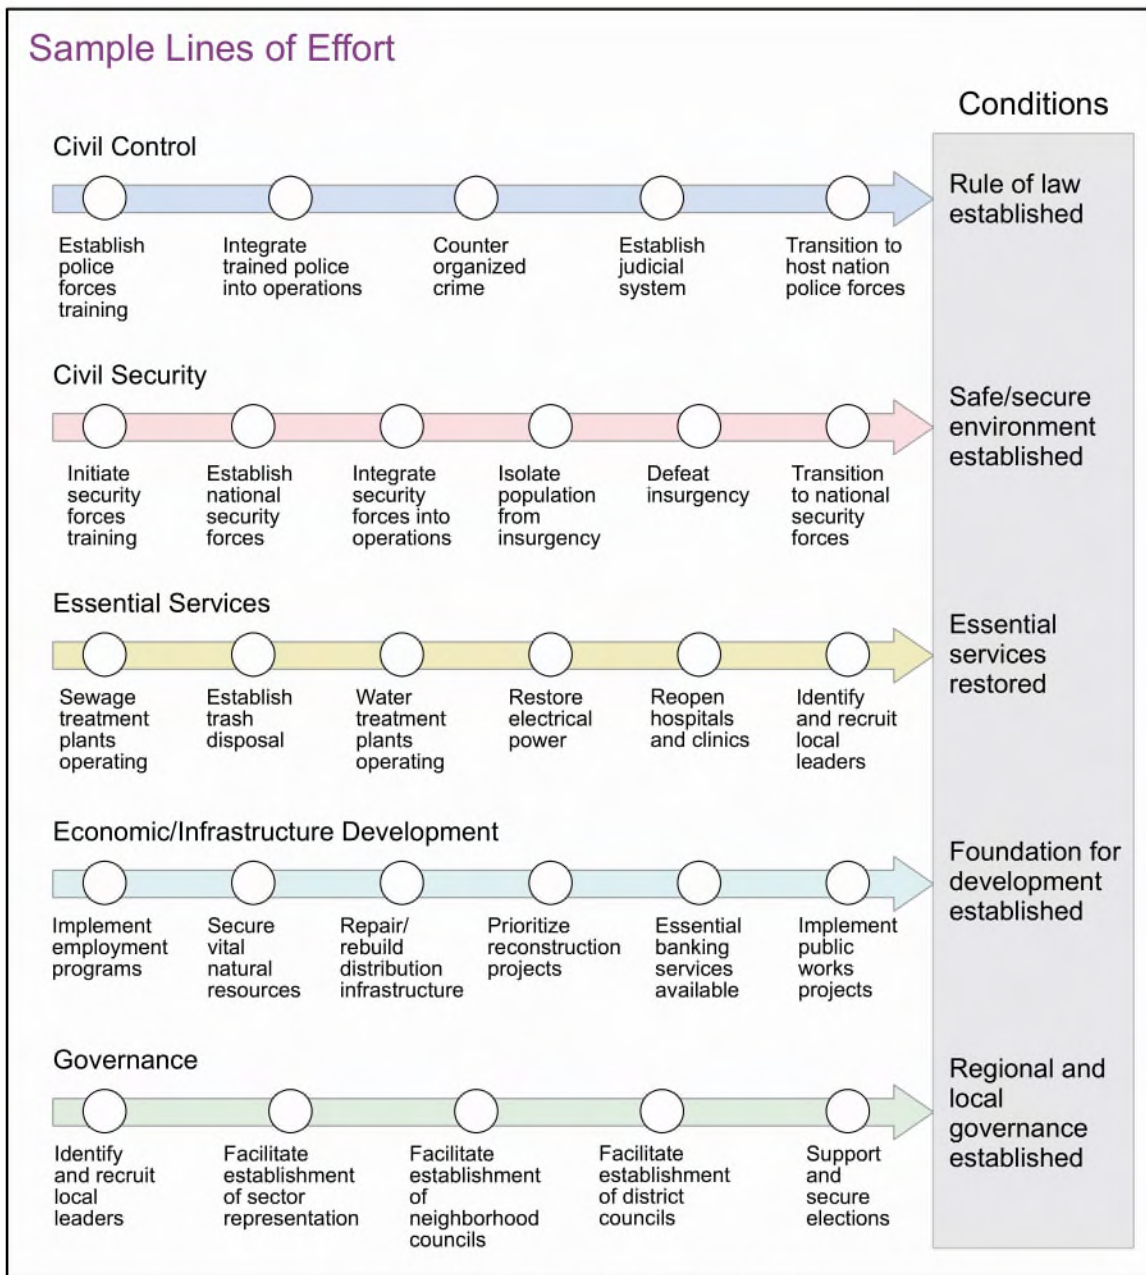 Sample Lines of Effort
Conditions
Civil Control
Establish
police
forces
training
Integrate
trained police
into operations
Counter
organized
crime
Establish
judicial
system
Transition to
host nation
police forces
Rule of law
established
Civil Security
Initiate
security
forces
training
Establish
national
security
forces
Integrate
security
forces into
operations
Isolate
population
from
insurgency
Defeat
insurgency
Transition
to national
security
forces
Safe/secure
environment
established
Essential Services
Sewage
treatment
plants
operating
Establish
trash
disposal
Water
treatment
plants
operating
Restore
electrical
power
Reopen
hospitals
and clinics
Identify
and recruit
local
leaders
Essential
services
restored
Economic/Infrastructure Development
Implement
employment
programs
Secure
vital
natural
resources
Repair/
rebuild
distribution
infrastructure
Prioritize
reconstruction
projects
Essential
banking
services
available
Implement
public
works
projects
Foundation for
development
established
Governance
Identify
and recruit
local
leaders
Facilitate
establishment
of sector
representation
Facilitate
establishment
of
neighborhood
councils
Facilitate
establishment
of district
councils
Support
and
secure
elections
Regional and
local
governance
established